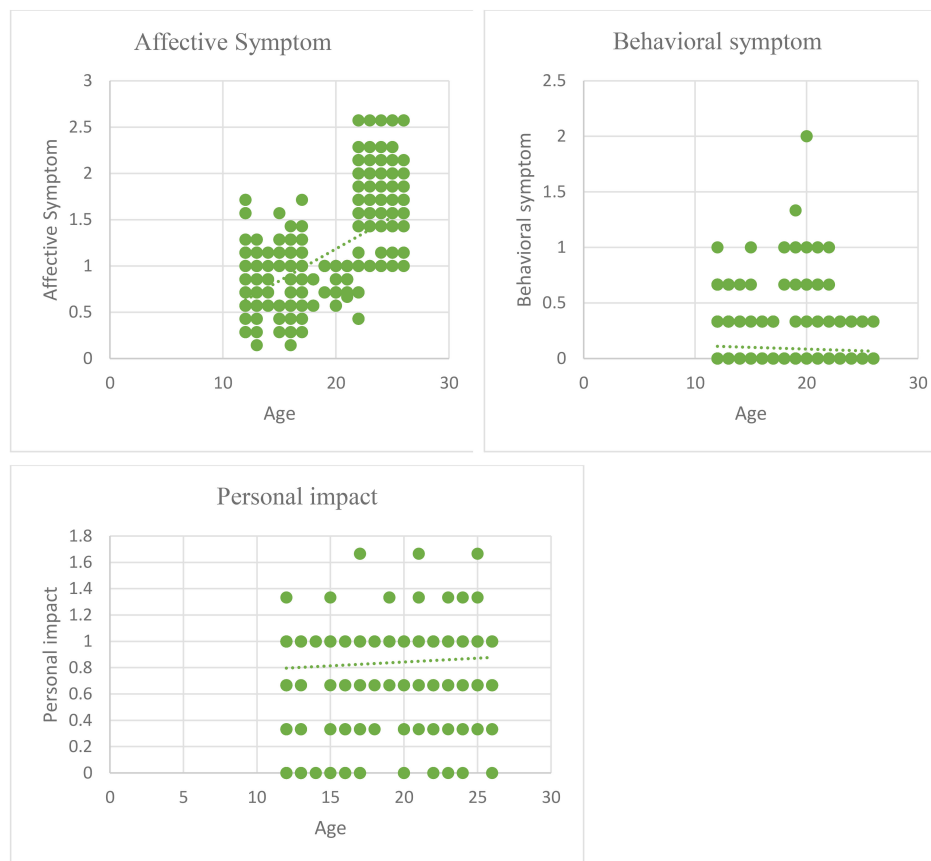 Affective Symptom
Affective Symptom
3
2.5
2
1.5
1
0.5
0
0 10 20 30
Age
Behavioral symptom
Behavioral symptom
2.5
2
1.5
1
0.5
0
0 10 20 30
Age
Personal impact
Personal impact
1.8
1.6
1.4
1.2
1
0.8
0.6
0.4
0.2
0
0 5 10 15 20 25 30
Age